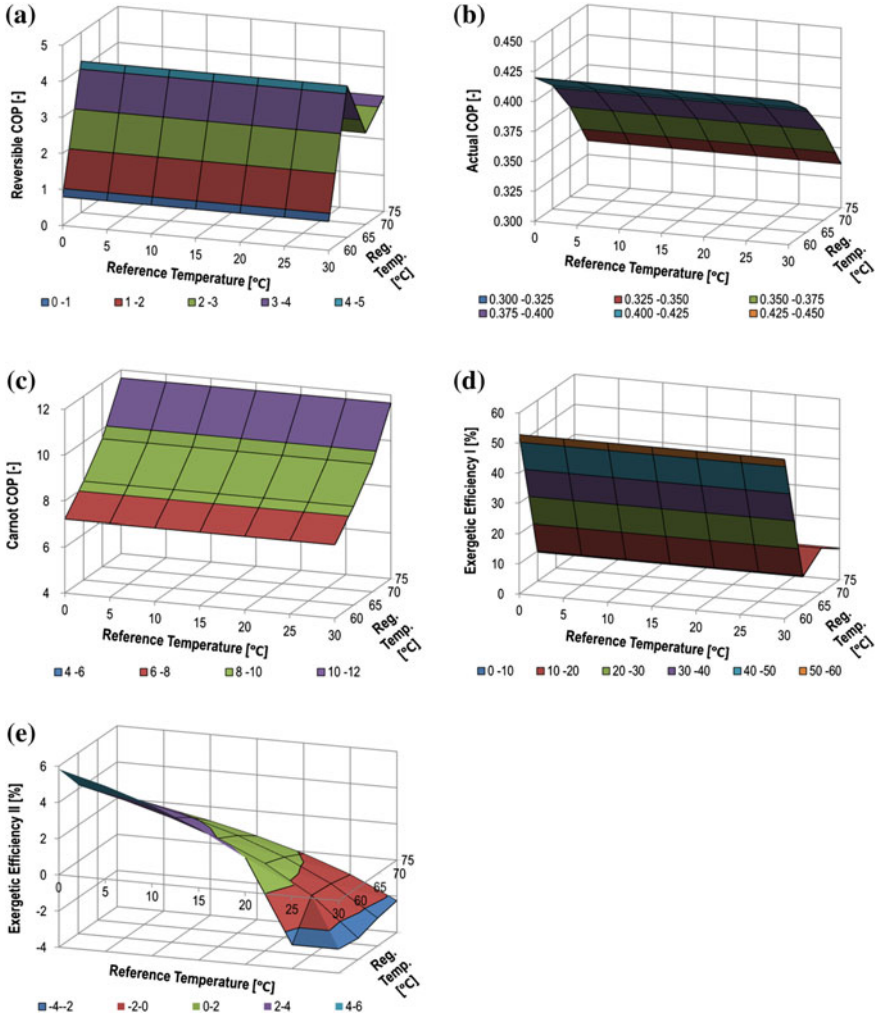 (a)
Reversible COP [-]
5
4
3
2
1
0
0 5 10 15 20 25 30
Reference Temperature [°C]
60 65 70 75
Reg. Temp. [°C]
0 -1 1 -2 2 -3 3 -4 4 -5
(b)
Actual COP [-]
0.450
0.425
0.400
0.375
0.350
0.325
0.300
0 5 10 15 20 25 30
Reference Temperature [°C]
60 65 70 75
Reg. Temp. [°C]
0.300 -0.325 0.325 -0.350 0.350 -0.375
0.375 -0.400 0.400 -0.425 0.425 -0.450
(c)
Carnot COP [-]
12
10
8
6
4
0 5 10 15 20 25 30
Reference Temperature [°C]
60 65 70 75
Reg. Temp. [°C]
4 -6 6 -8 8 -10 10 -12
(d)
Exergetic Efficiency I [%]
60
50
40
30
20
10
0
0 5 10 15 20 25 30
Reference Temperature [°C]
60 65 70 75
Reg. Temp. [°C]
0 -10 10 -20 20 -30 30 -40 40 -50 50 -60
(e)
Exergetic Efficiency II [%]
6
4
2
0
-2
-4
0 5 10 15 20 25 30
Reference Temperature [°C]
60 65 70 75
Reg. Temp. [°C]
-4--2 -2-0 0-2 2-4 4-6